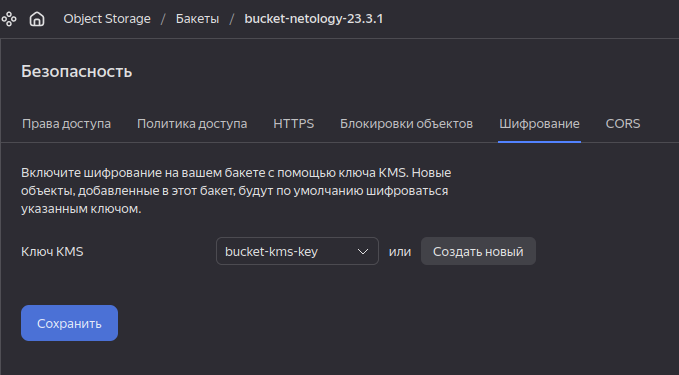 Object Storage / Бакеты / bucket-netology-23.3.1
Безопасность
Права доступа Политика доступа HTTPS Блокировки объектов Шифрование CORS
Включите шифрование на вашем бакете с помощью ключа KMS. Новые
объекты, добавленные в этот бакет, будут по умолчанию шифроваться
указанным ключом.
Ключ KMS bucket-kms-key или Создать новый
Сохранить